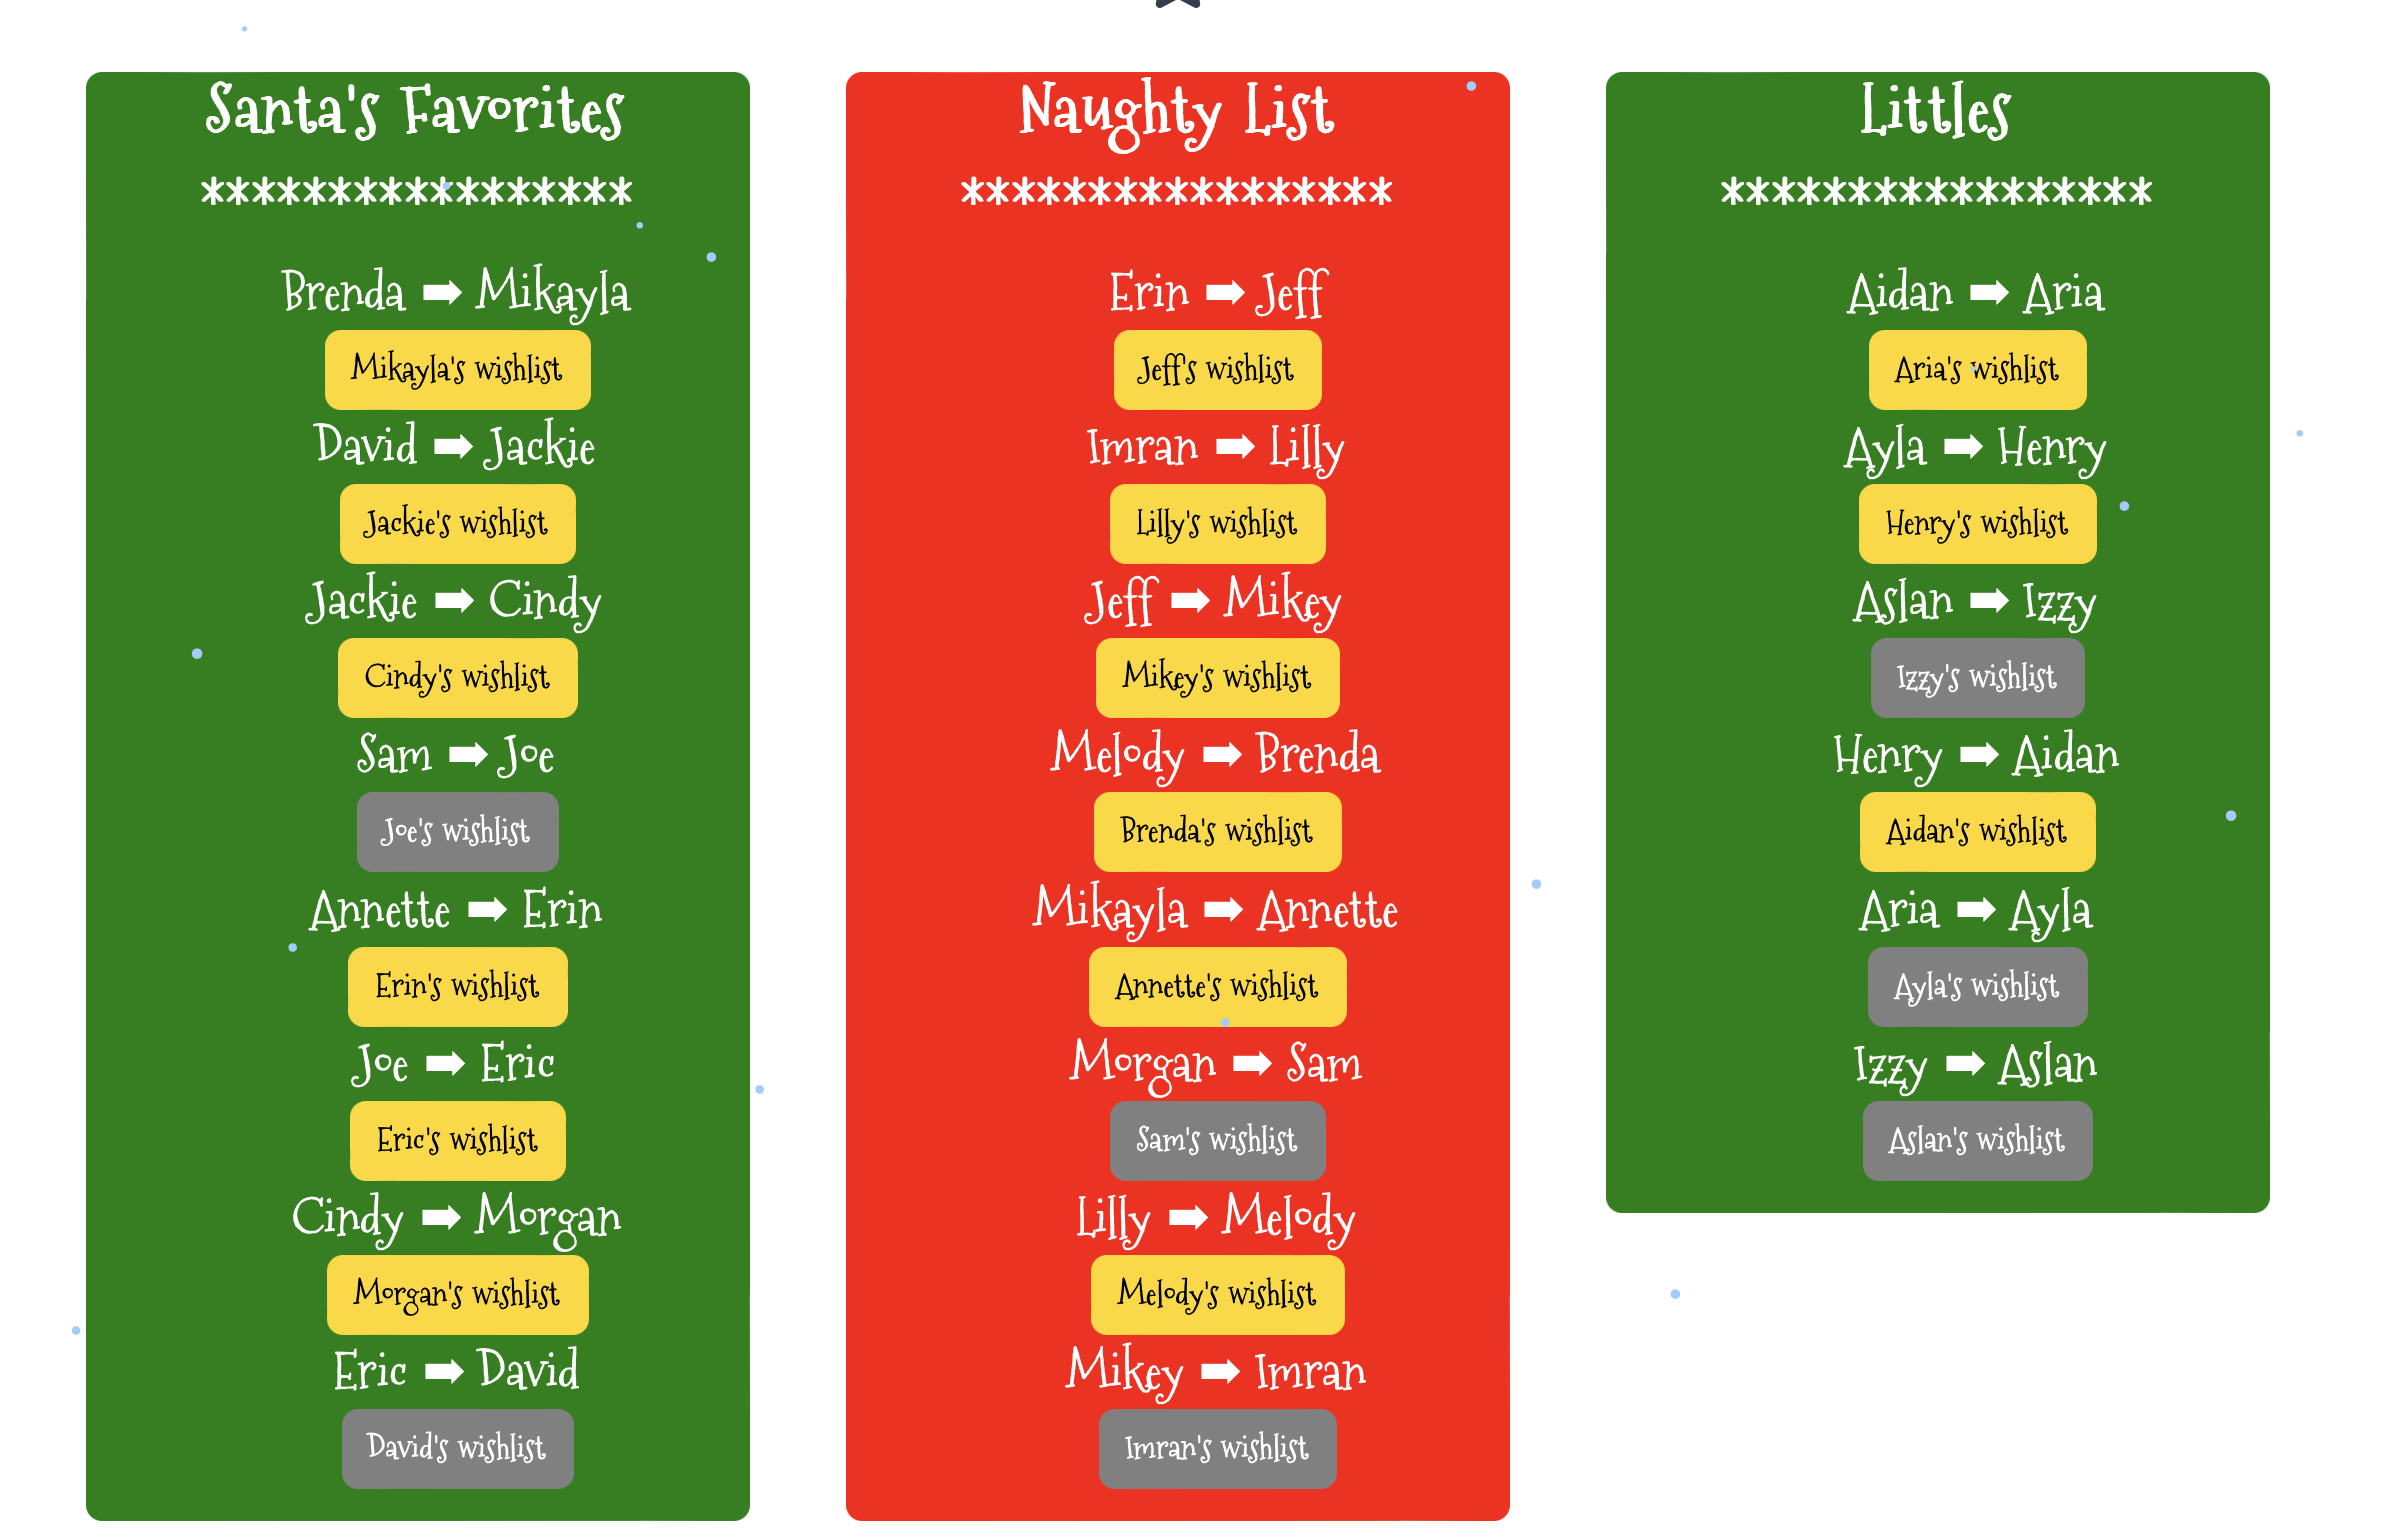 Santa's Favorites
*****************
Brenda ➡ Mikayla
Mikayla's wishlist
David ➡ Jackie
Jackie's wishlist
Jackie ➡ Cindy
Cindy's wishlist
Sam ➡ Joe
Joe's wishlist
Annette ➡ Erin
Erin's wishlist
Joe ➡ Eric
Eric's wishlist
Cindy ➡ Morgan
Morgan's wishlist
Eric ➡ David
David's wishlist
Naughty List
*****************
Erin ➡ Jeff
Jeff's wishlist
Imran ➡ Lilly
Lilly's wishlist
Jeff ➡ Mikey
Mikey's wishlist
Melody ➡ Brenda
Brenda's wishlist
Mikayla ➡ Annette
Annette's wishlist
Morgan ➡ Sam
Sam's wishlist
Lilly ➡ Melody
Melody's wishlist
Mikey ➡ Imran
Imran's wishlist
Littles
*****************
Aidan ➡ Aria
Aria's wishlist
Ayla ➡ Henry
Henry's wishlist
Aslan ➡ Izzy
Izzy's wishlist
Henry ➡ Aidan
Aidan's wishlist
Aria ➡ Ayla
Ayla's wishlist
Izzy ➡ Aslan
Aslan's wishlist